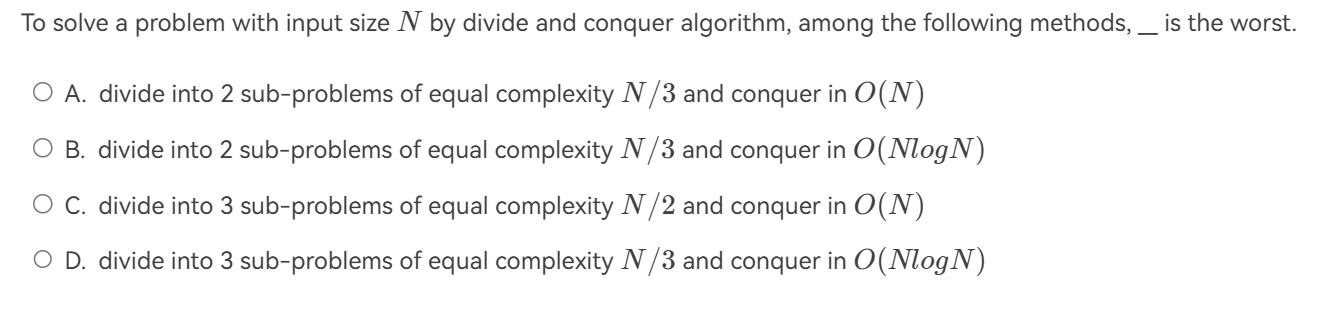 To solve a problem with input size N by divide and conquer algorithm, among the following methods, __ is the worst.
A. divide into 2 sub-problems of equal complexity N/3 and conquer in O(N)
B. divide into 2 sub-problems of equal complexity N/3 and conquer in O(NlogN)
C. divide into 3 sub-problems of equal complexity N/2 and conquer in O(N)
D. divide into 3 sub-problems of equal complexity N/3 and conquer in O(NlogN)